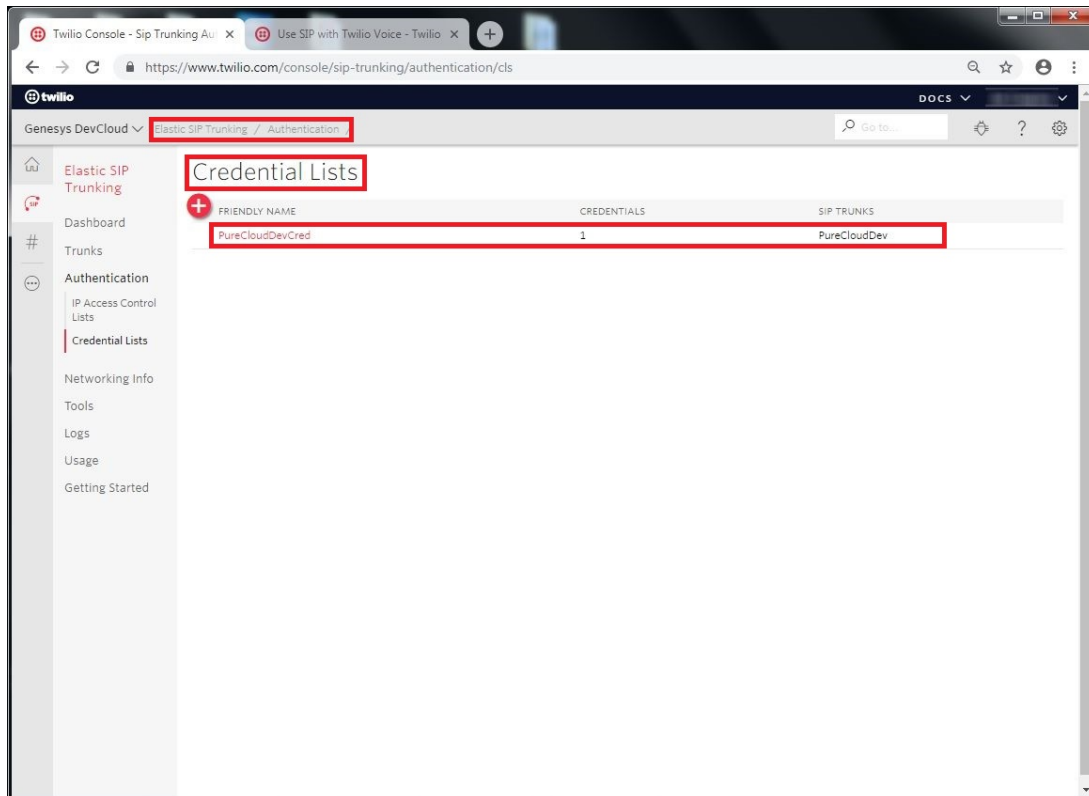 Twilio Console - Sip Trunking Au
Use SIP with Twilio Voice - Twilio
https://www.twilio.com/console/sip-trunking/authentication/cls
twilio
DOCS
Genesys DevCloud
Elastic SIP Trunking / Authentication /
Go to...
?
SIP
#
Elastic SIP
Trunking
Dashboard
Trunks
Authentication
IP Access Control
Lists
Credential Lists
Networking Info
Tools
Logs
Usage
Getting Started
Credential Lists
FRIENDLY NAME CREDENTIALS SIP TRUNKS
PureCloudDevCred 1 PureCloudDev